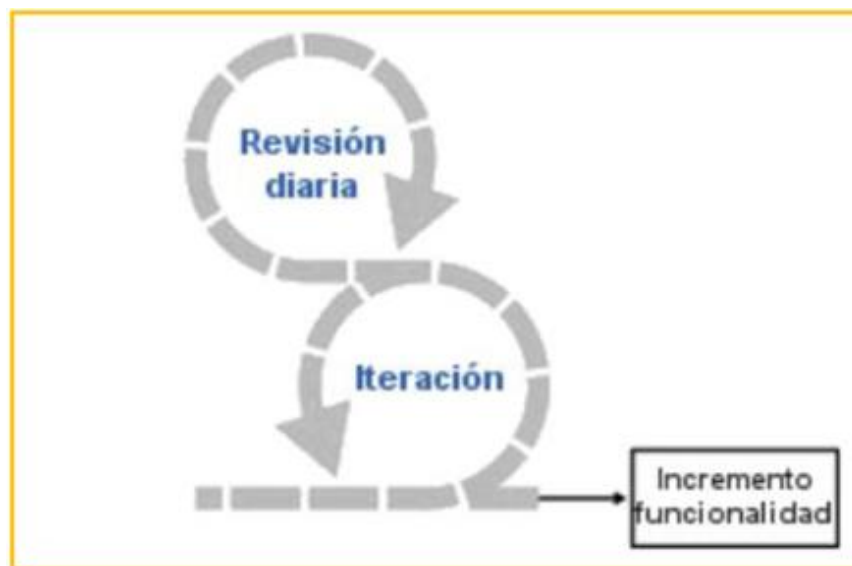 Revisión
diaria
Iteración
Incremento
funcionalidad